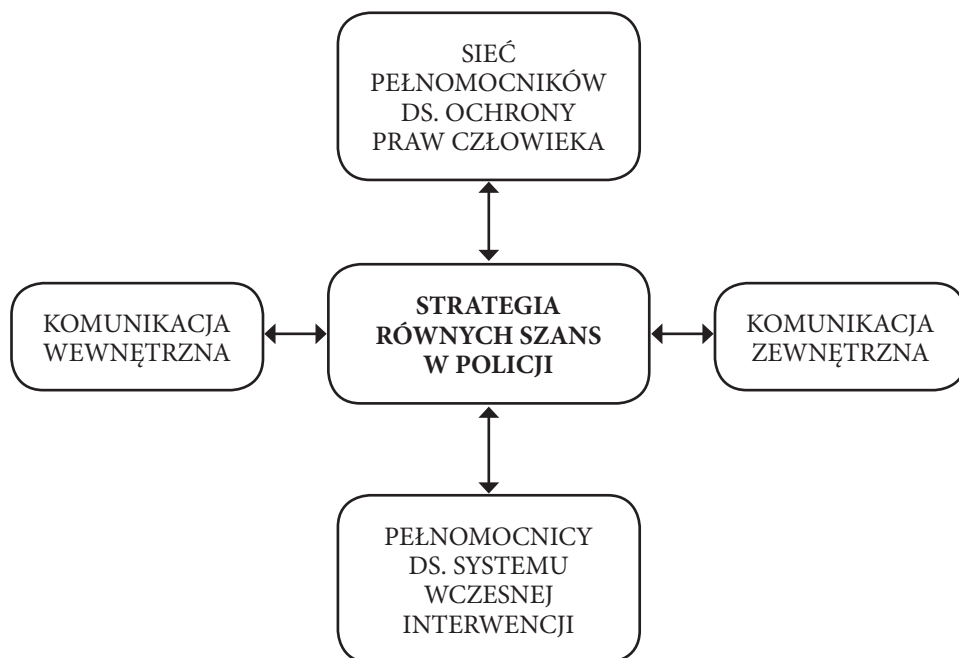 SIEĆ
PEŁNOMOCNIKÓW
DS. OCHRONY
PRAW CZŁOWIEKA
KOMUNIKACJA
WEWNĘTRZNA
STRATEGIA
RÓWNYCH SZANS
W POLICJI
KOMUNIKACJA
ZEWNĘTRZNA
PEŁNOMOCNICY
DS. SYSTEMU
WCZESNEJ
INTERWENCJI